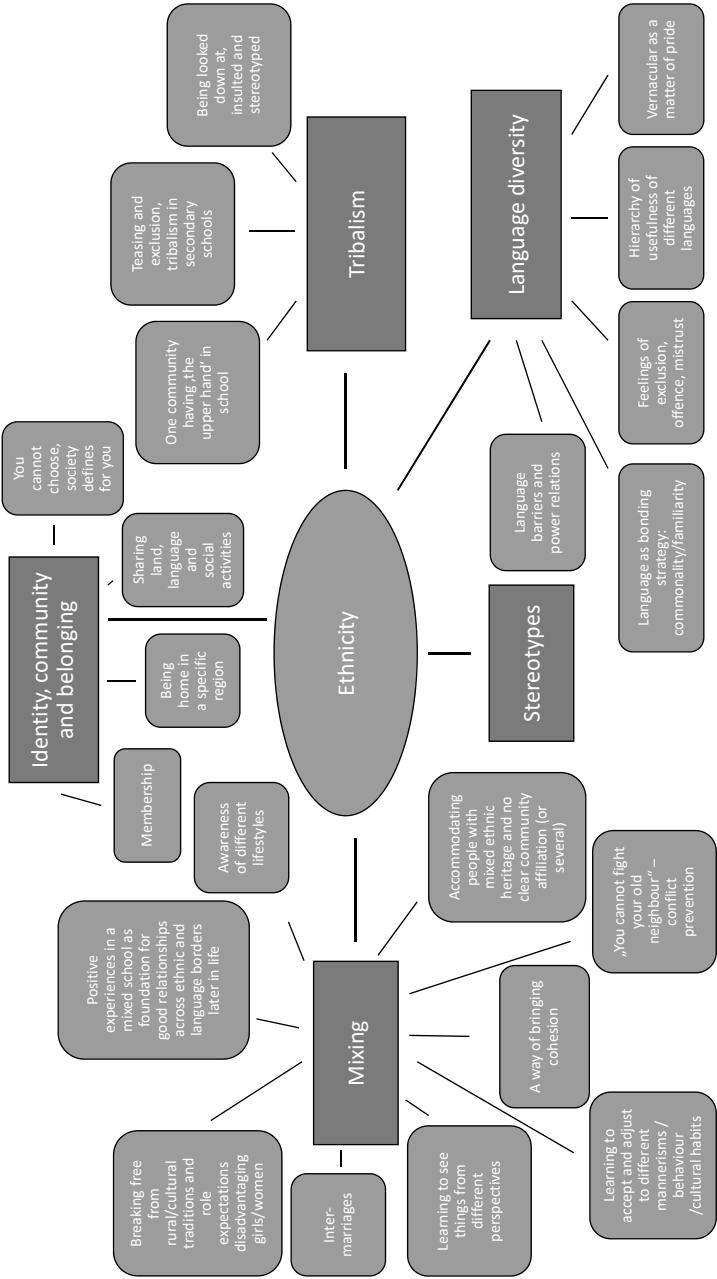 Identity, community
and belonging
You
cannot
choose,
society
defines
for you
Sharing
land,
language
and
social
activities
Being
home in
a specific
region
Membership
Tribalism
One community
having ‚the
upper hand‘ in
school
Teasing and
exclusion,
tribalism in
secondary
schools
Being looked
down at,
insulted and
stereotyped
Ethnicity
Mixing
Awareness
of different
lifestyles
Positive
experiences in a
mixed school as
foundation for
good relationships
across ethnic and
language borders
later in life
Breaking free
from
rural/cultural
traditions and
role
expectations
disadvantaging
girls/women
Inter-
marriages
Learning to see
things from
different
perspectives
Learning to
accept and adjust
to different
mannerisms /
behaviour
/cultural habits
A way of bringing
cohesion
„You cannot fight
your old
neighbour“ –
conflict
prevention
Accommodating
people with
mixed ethnic
heritage and no
clear community
affiliation (or
several)
Stereotypes
Language diversity
Language
barriers and
power relations
Language as bonding
strategy:
commonality/familiarity
Feelings of
exclusion,
offence, mistrust
Hierarchy of
usefulness of
different
languages
Vernacular as a
matter of pride